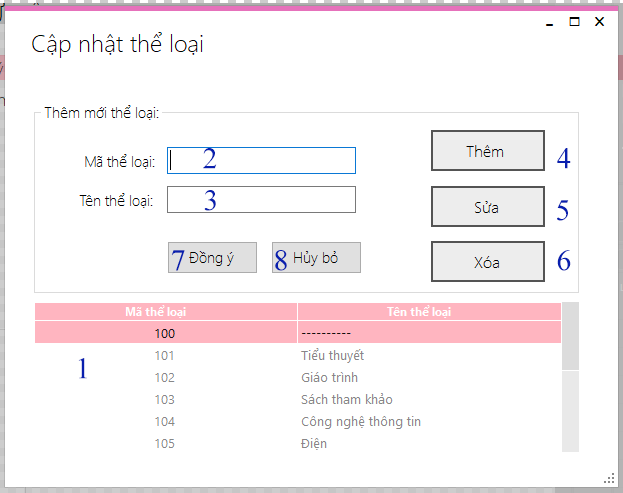 Cập nhật thể loại
Thêm mới thể loại:
Mã thể loại: 2
Thêm 4
Tên thể loại: 3
Sửa 5
7 Đồng ý 8 Hủy bỏ
Xóa 6
Mã thể loại Tên thể loại
100 ----------
101 Tiểu thuyết
1
102 Giáo trình
103 Sách tham khảo
104 Công nghệ thông tin
105 Điện